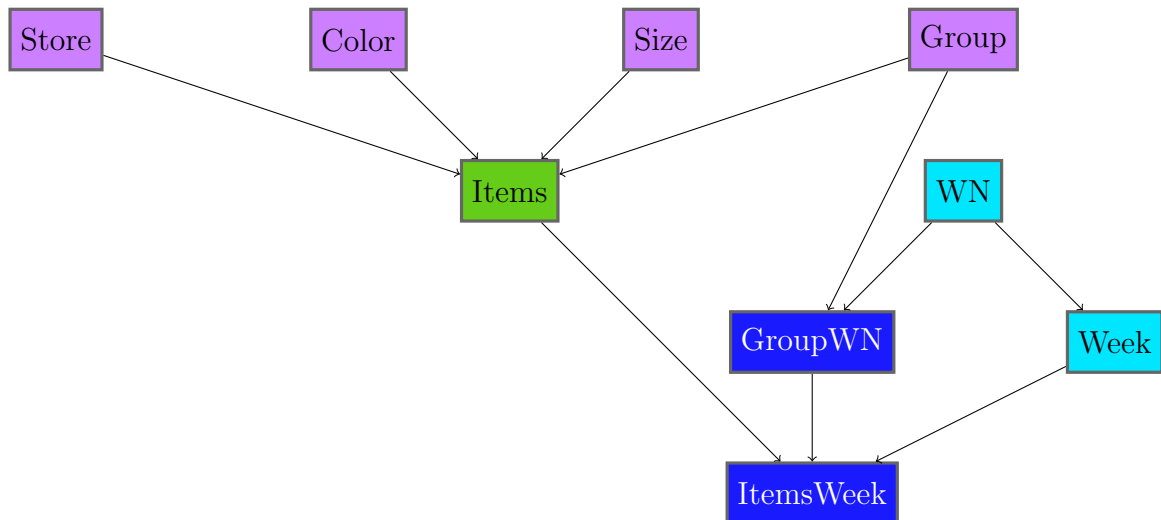 Store
Color
Size
Group
Items
WN
GroupWN
Week
ItemsWeek